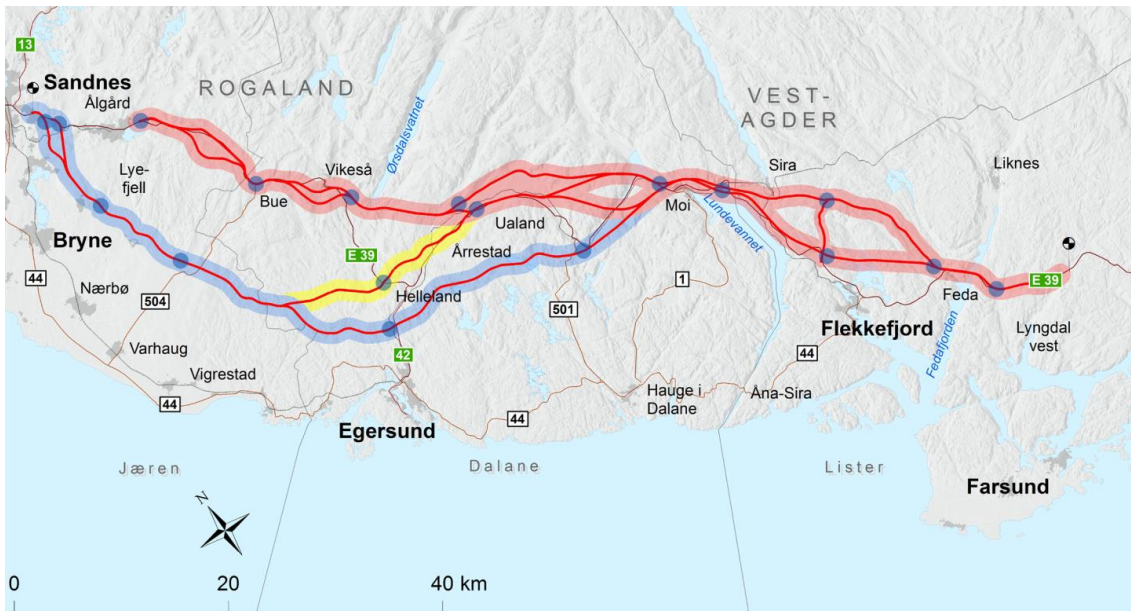 13
Sandnes
Ålgård
ROGALAND
Ørsdalsvatnet
VEST-
AGDER
Lye-
fjell
Vikeså
Sira
Liknes
Bue
Ualand
Moi
Lundevannet
Bryne
E 39
Årrestad
44
Nærbø
504
Helleland
501
1
Feda
E 39
Flekkefjord
Fedafjorden
Lyngdal
vest
Varhaug
42
44
Vigrestad
Hauge i
Dalane
Åna-Sira
44
Egersund
44
Jæren
Dalane
Lister
Farsund
N
0
20
40 km